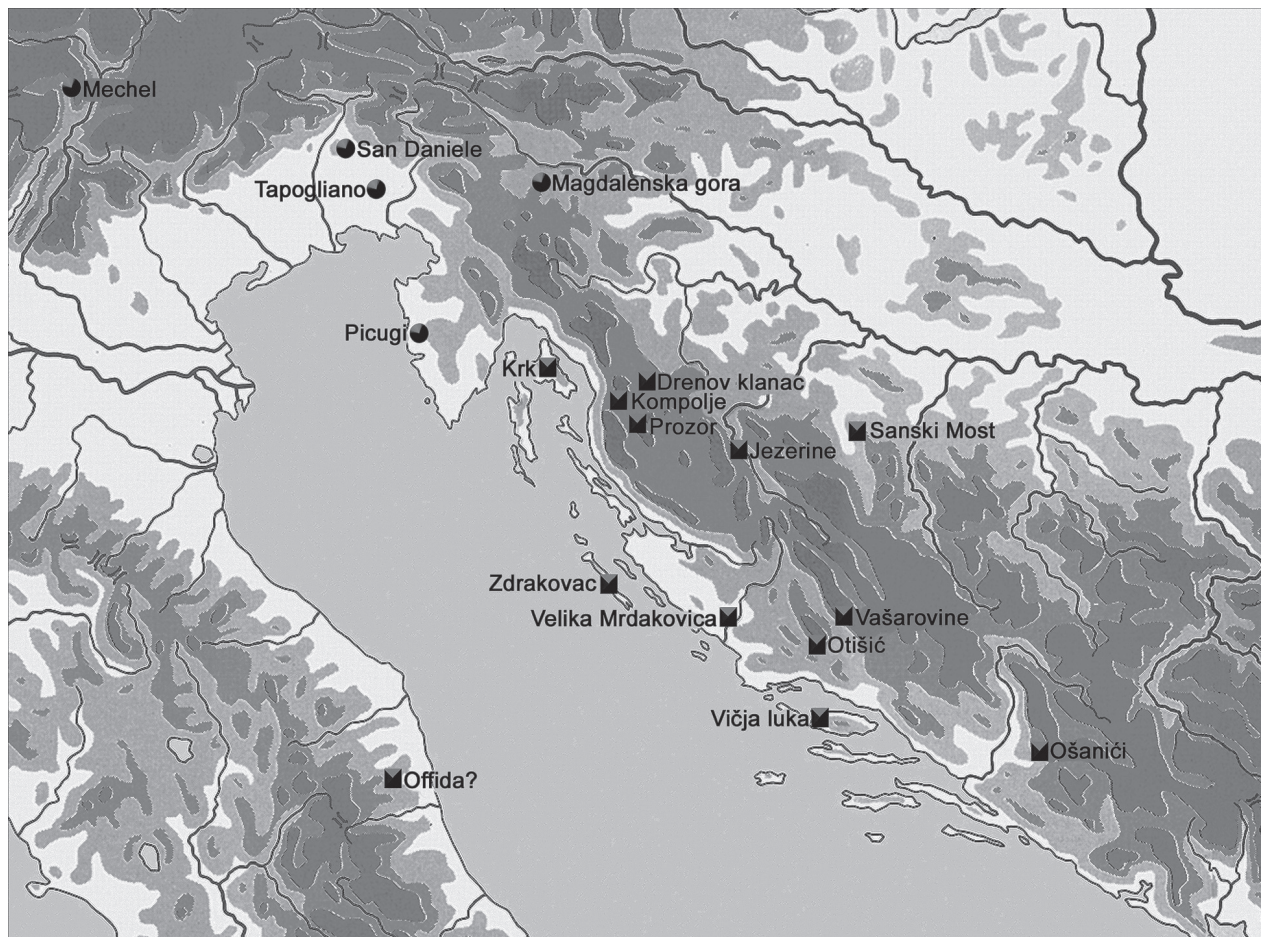 Mechel
San Daniele
Tapogliano
Magdalenska gora
Picugi
Krk
Drenov klanac
Kompolje
Prozor
Sanski Most
Jezerine
Zdrakovac
Velika Mrdakovica
Vašarovine
Otišić
Vičja luka
Ošanići
Offida?